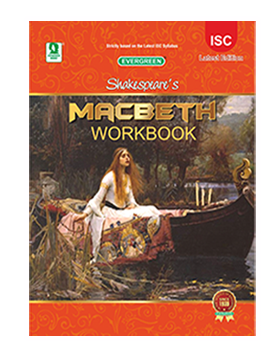 Strictly based on the Latest ISC Syllabus
ISC
EVERGREEN
Latest Edition
Shakespeare's
MACBETH
WORKBOOK